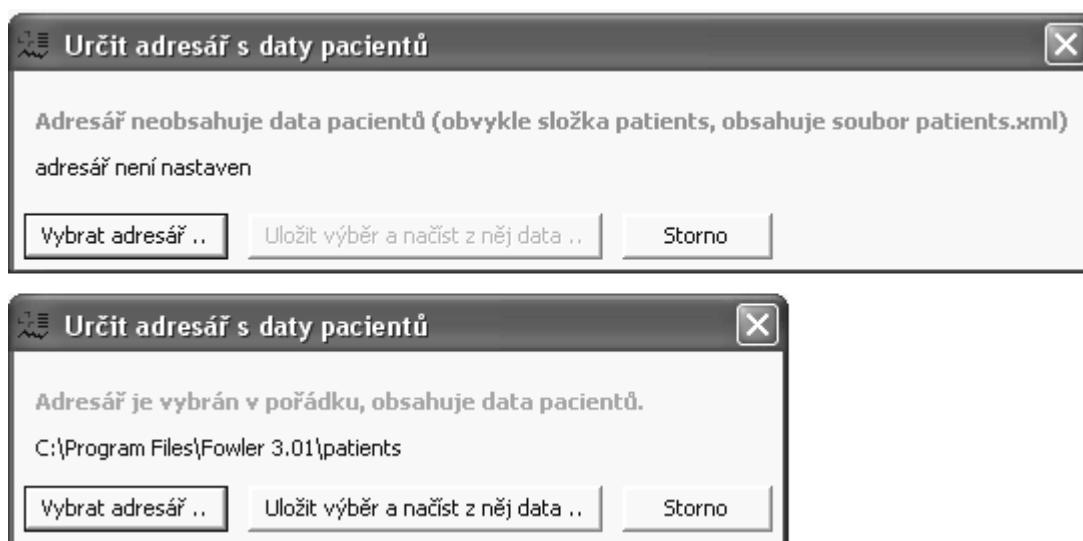 Určit adresář s daty pacientů
Adresář neobsahuje data pacientů (obvykle složka patients, obsahuje soubor patients.xml)
adresář není nastaven
Vybrat adresář .. Uložit výběr a načíst z něj data .. Storno
Určit adresář s daty pacientů
Adresář je vybrán v pořádku, obsahuje data pacientů.
C:\Program Files\Fowler 3.01\patients
Vybrat adresář .. Uložit výběr a načíst z něj data .. Storno